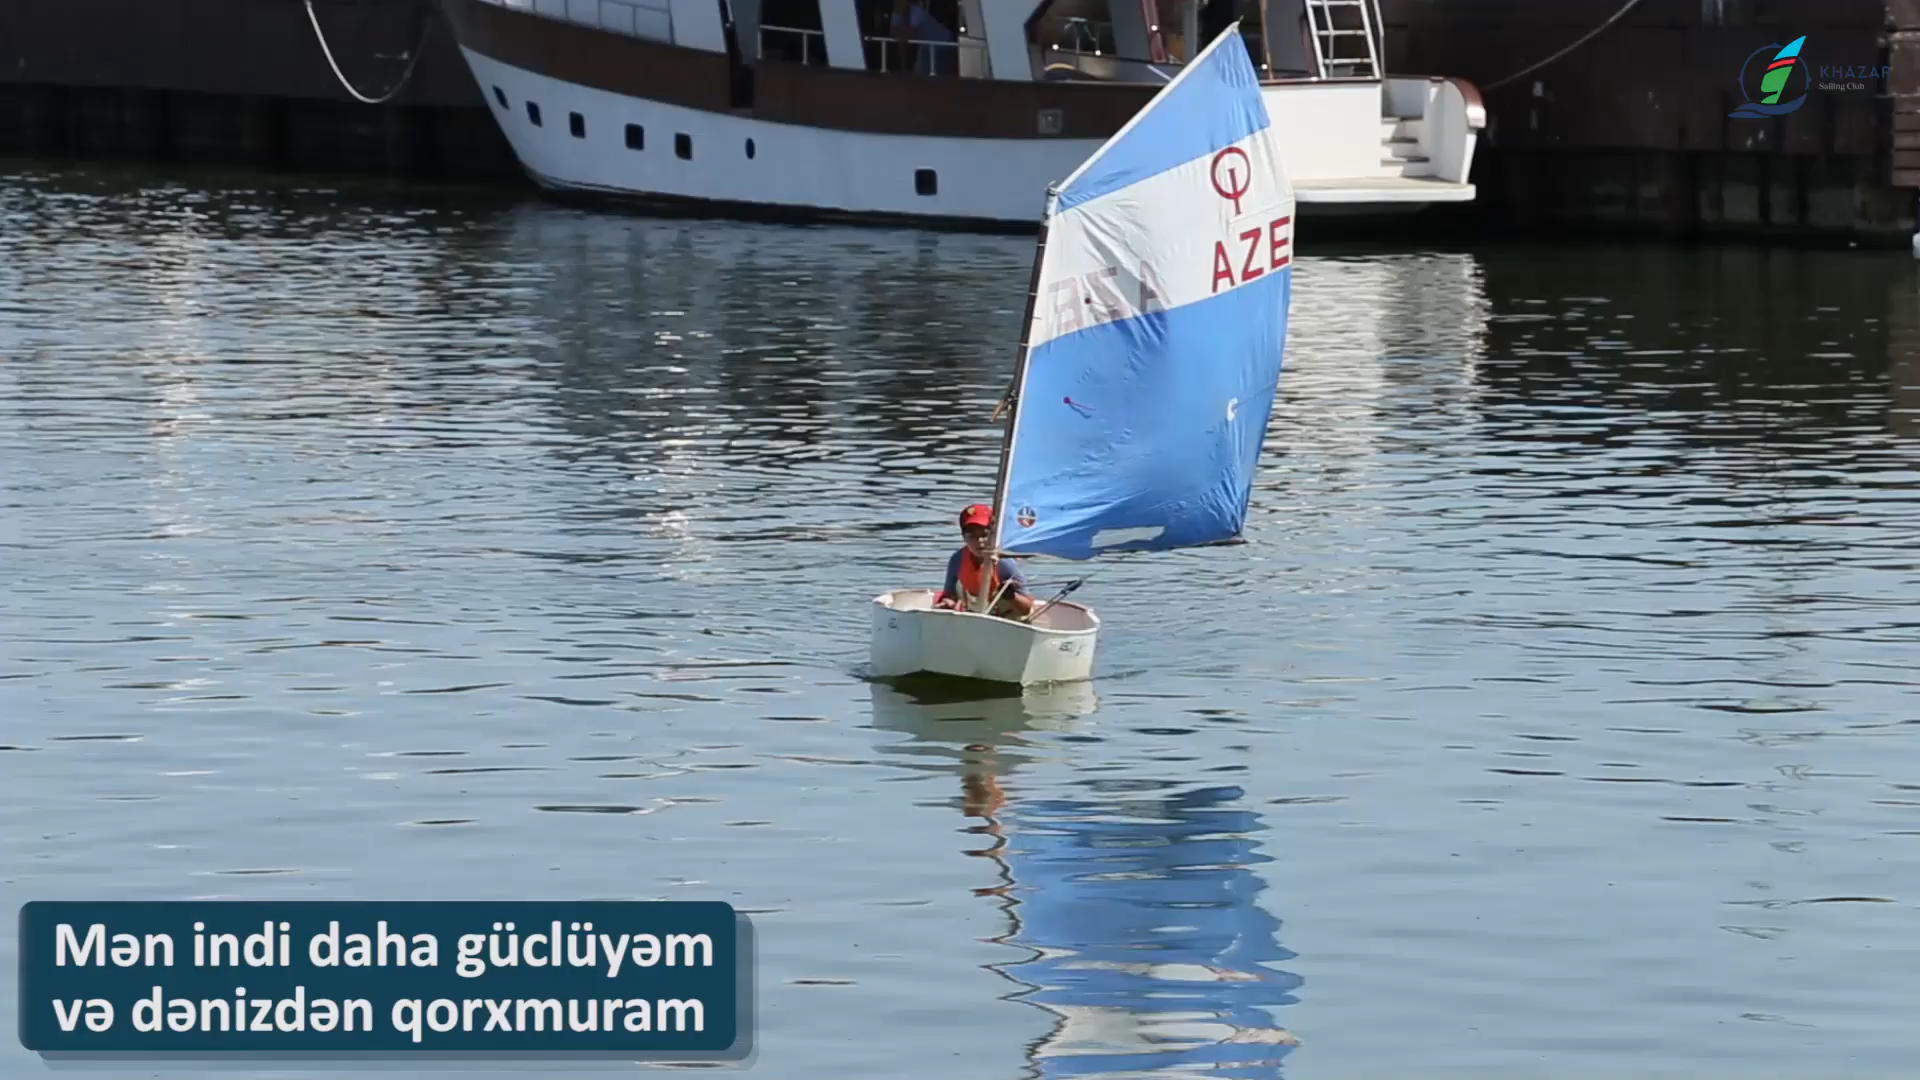 KHAZAR
Sailing Club
AZE
Mən indi daha güclüyəm
və dənizdən qorxmuram